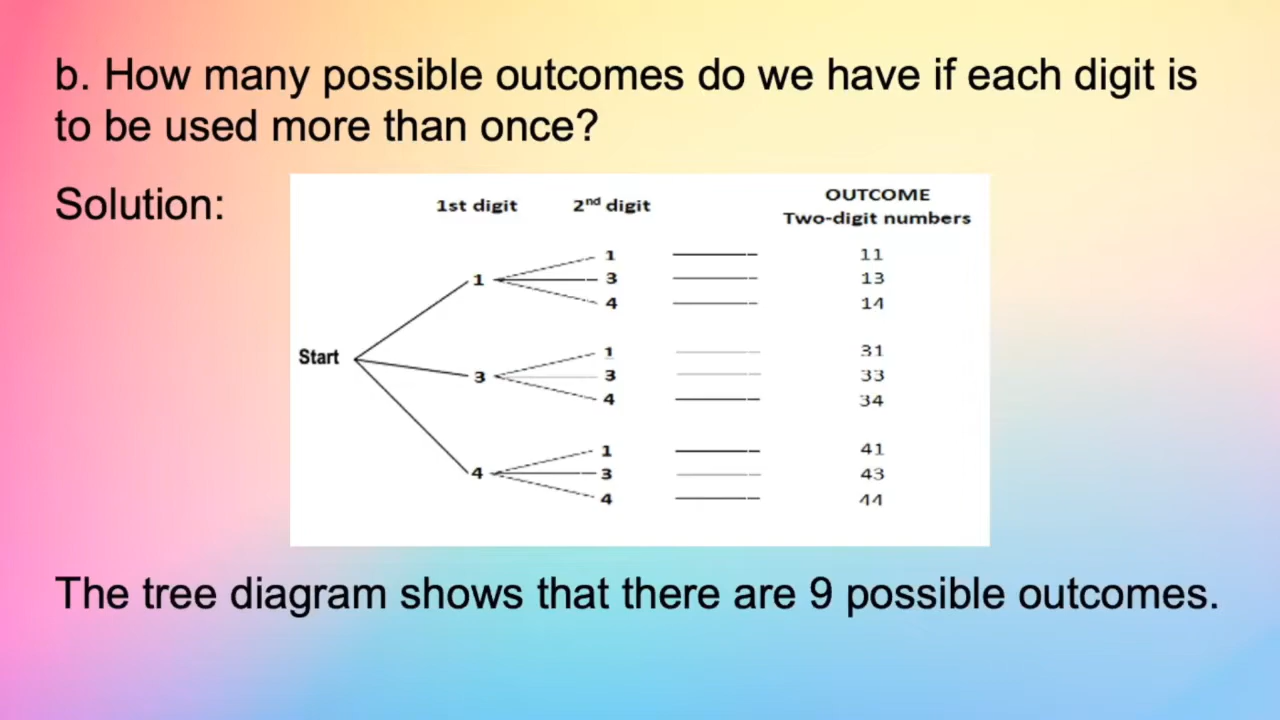 b. How many possible outcomes do we have if each digit is
to be used more than once?
Solution:
1st digit 2nd digit OUTCOME
Two-digit numbers
1 11
1 3 13
4 14
Start
1 31
3 3 33
4 34
1 41
4 3 43
4 44
The tree diagram shows that there are 9 possible outcomes.